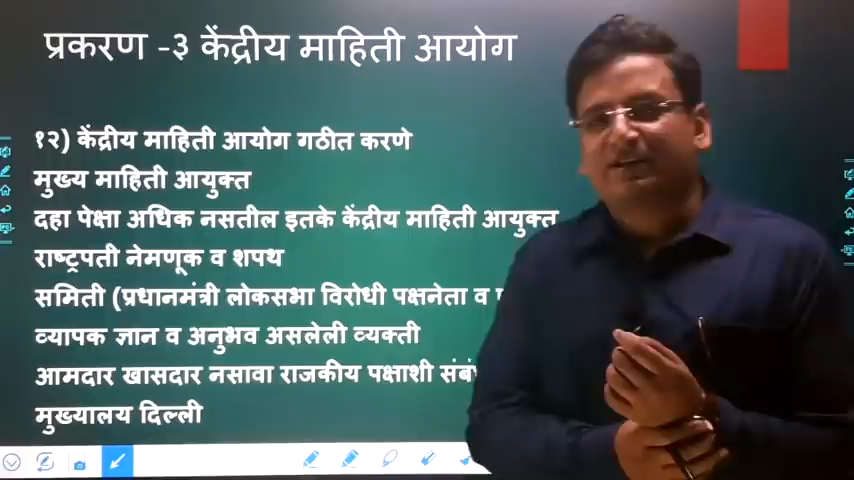 प्रकरण -३ केंद्रीय माहिती आयोग
१२) केंद्रीय माहिती आयोग गठीत करणे
मुख्य माहिती आयुक्त
दहा पेक्षा अधिक नसतील इतके केंद्रीय माहिती आयुक्त
राष्ट्रपती नेमणूक व शपथ
समिती (प्रधानमंत्री लोकसभा विरोधी पक्षनेता व
व्यापक ज्ञान व अनुभव असलेली व्यक्ती
आमदार खासदार नसावा राजकीय पक्षाशी
मुख्यालय दिल्ली